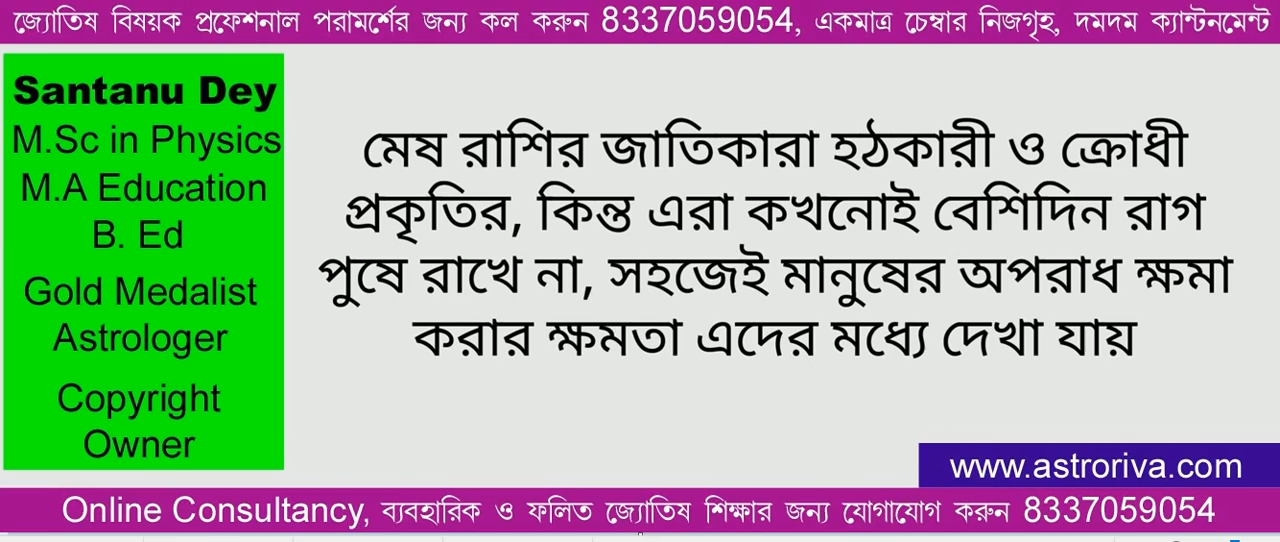 জ্যোতিষ বিষয়ক প্রফেশনাল পরামর্শের জন্য কল করুন 8337059054, একমাত্র চেম্বার নিজগৃহ, দমদম ক্যান্টনমেন্ট
Santanu Dey
M.Sc in Physics
M.A Education
B. Ed
Gold Medalist
Astrologer
Copyright
Owner
মেষ রাশির জাতিকারা হঠকারী ও ক্রোধী
প্রকৃতির, কিন্ত এরা কখনোই বেশিদিন রাগ
পুষে রাখে না, সহজেই মানুষের অপরাধ ক্ষমা
করার ক্ষমতা এদের মধ্যে দেখা যায়
www.astroriva.com
Online Consultancy, ব্যবহারিক ও ফলিত জ্যোতিষ শিক্ষার জন্য যোগাযোগ করুন 8337059054